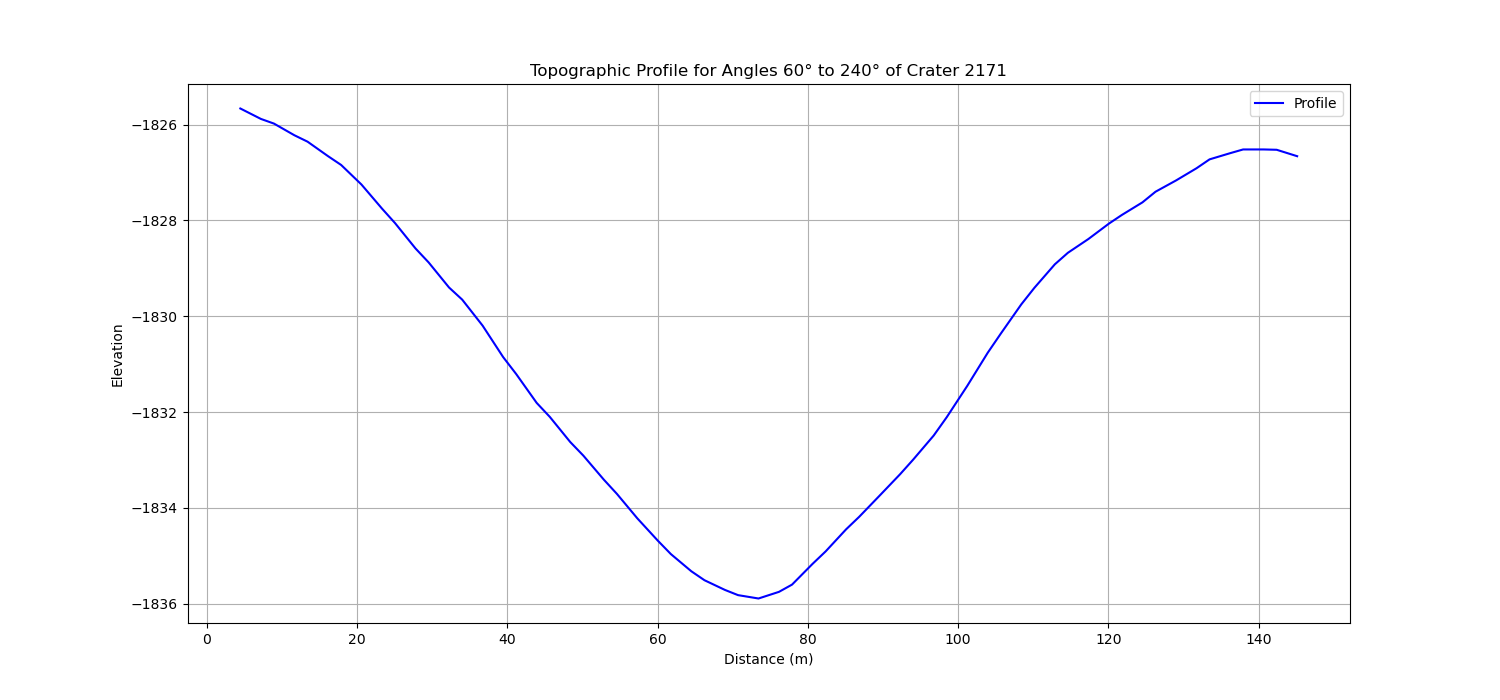 Topographic Profile for Angles 60° to 240° of Crater 2171
Profile
−1826
−1828
−1830
−1832
−1834
−1836
Elevation
0 20 40 60 80 100 120 140
Distance (m)